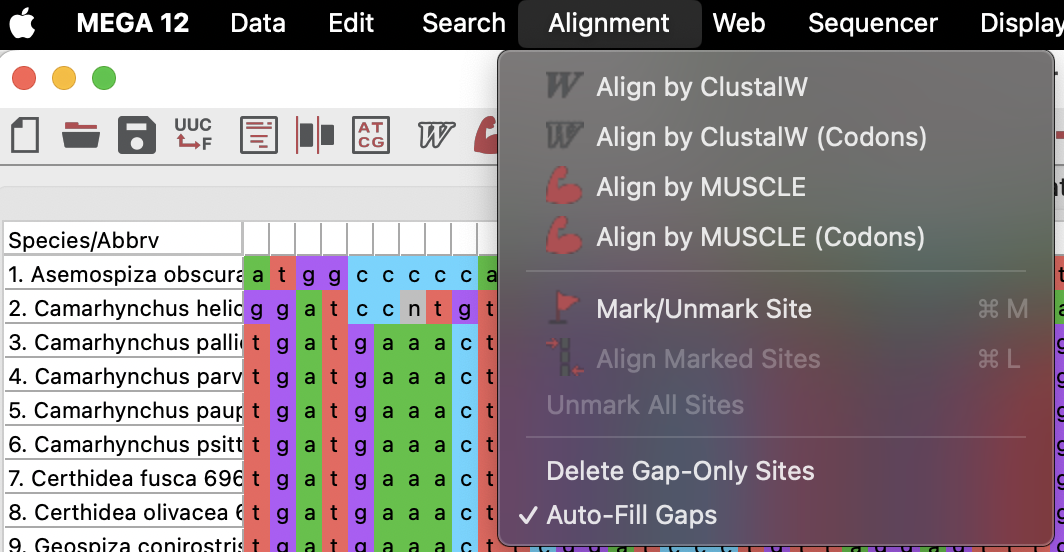 MEGA 12 Data Edit Search Alignment Web Sequencer Display
UUC
F
AT
CG
W
W Align by ClustalW
W Align by ClustalW (Codons)
Align by MUSCLE
Align by MUSCLE (Codons)
Mark/Unmark Site ⌘ M
Align Marked Sites ⌘ L
Unmark All Sites
Delete Gap-Only Sites
✓ Auto-Fill Gaps
Species/Abbrv
1. Asemospiza obscura a t g g c c c c c a
2. Camarhynchus helio g g a t c c n t g t
3. Camarhynchus palli t g a t g a a a c t
4. Camarhynchus parv t g a t g a a a c t
5. Camarhynchus paup t g a t g a a a c t
6. Camarhynchus psitt t g a t g a a a c t
7. Certhidea fusca 696 t g a t g a a a c t
8. Certhidea olivacea 6 t g a t g a a a c t
9. Geospiza conirostris t g a t g a a a c t